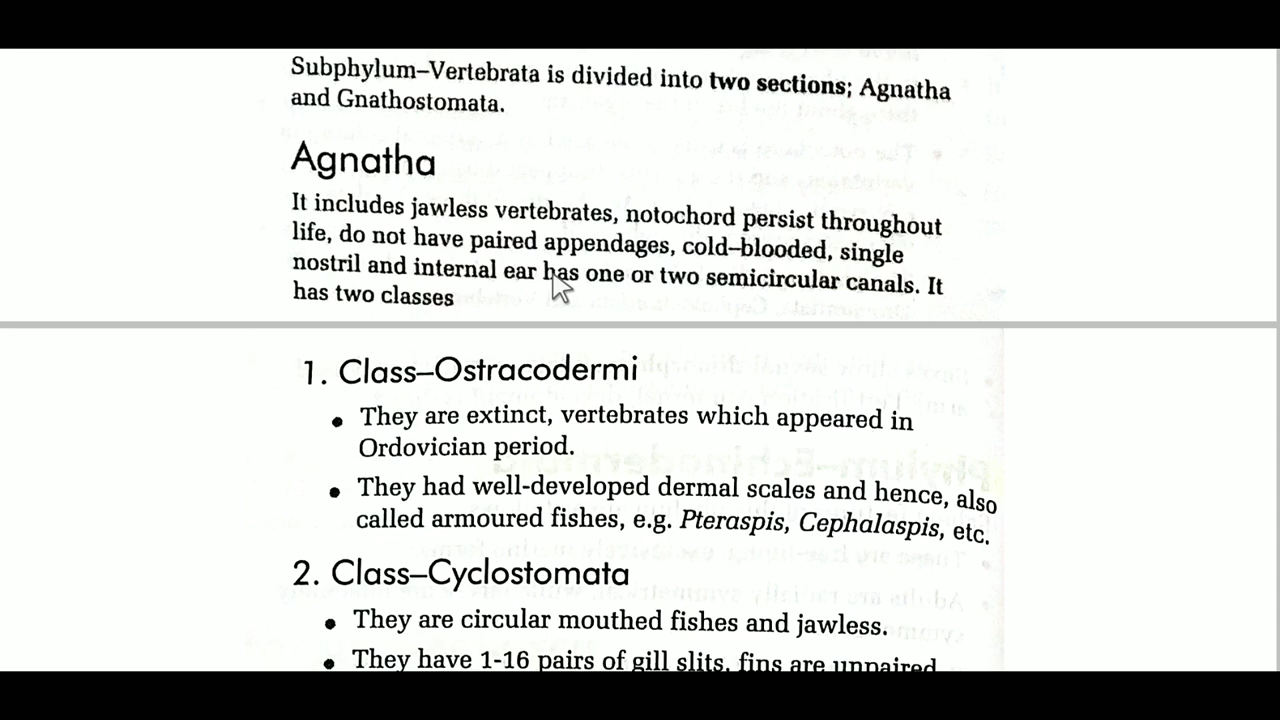 Subphylum–Vertebrata is divided into two sections; Agnatha
and Gnathostomata.
Agnatha
It includes jawless vertebrates, notochord persist throughout
life, do not have paired appendages, cold–blooded, single
nostril and internal ear has one or two semicircular canals. It
has two classes
1. Class–Ostracodermi
• They are extinct, vertebrates which appeared in
Ordovician period.
• They had well-developed dermal scales and hence, also
called armoured fishes, e.g. Pteraspis, Cephalaspis, etc.
2. Class–Cyclostomata
• They are circular mouthed fishes and jawless.
• They have 1-16 pairs of gill slits, fins are unpaired